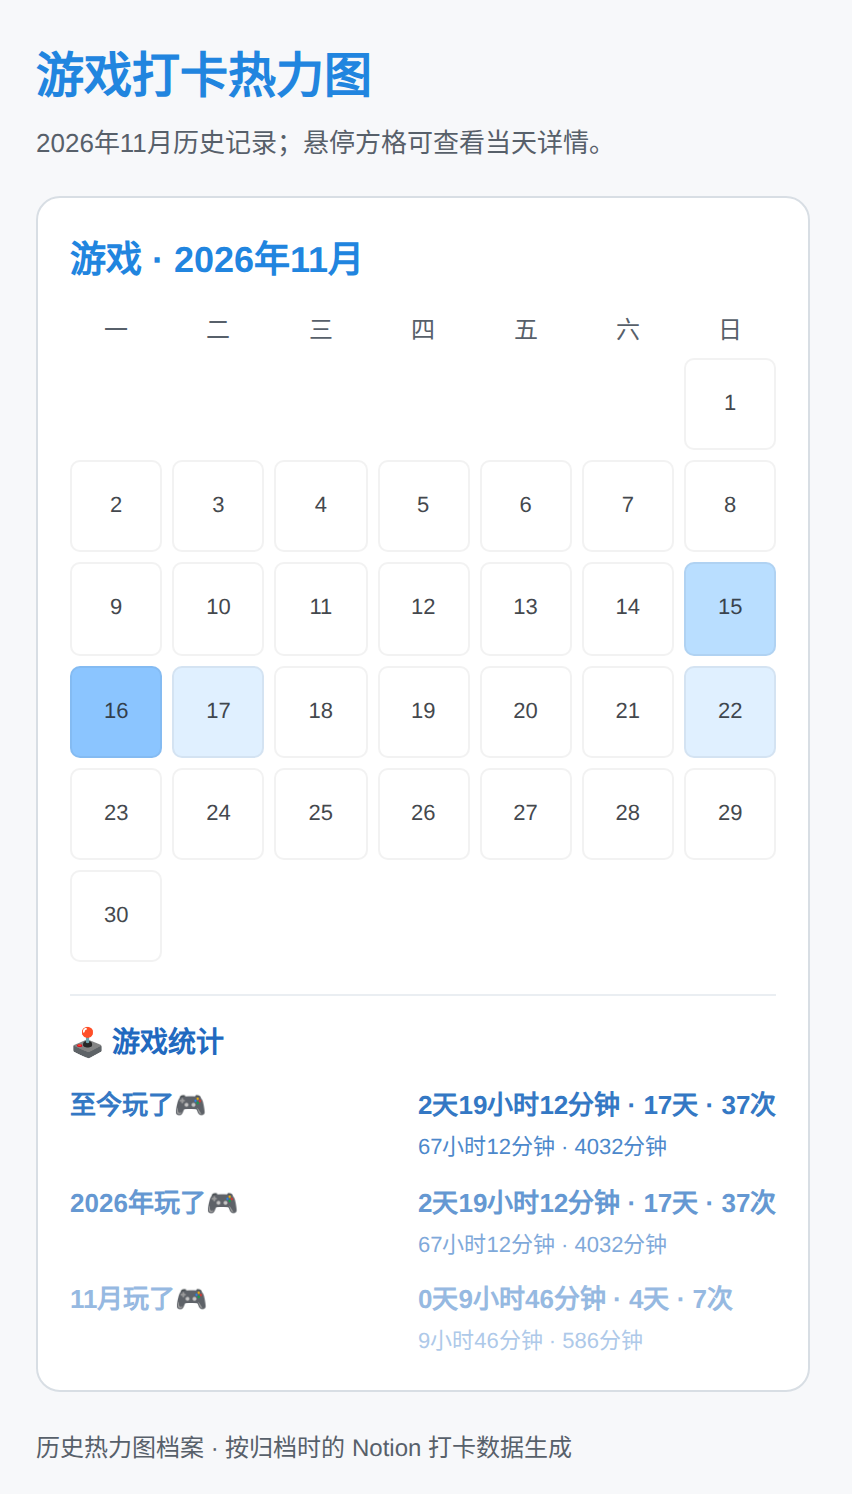 游戏打卡热力图
2026年11月历史记录；悬停方格可查看当天详情。
游戏 · 2026年11月
一 二 三 四 五 六 日
1
2 3 4 5 6 7 8
9 10 11 12 13 14 15
16 17 18 19 20 21 22
23 24 25 26 27 28 29
30
🕹️ 游戏统计
至今玩了🎮 2天19小时12分钟 · 17天 · 37次
67小时12分钟 · 4032分钟
2026年玩了🎮 2天19小时12分钟 · 17天 · 37次
67小时12分钟 · 4032分钟
11月玩了🎮 0天9小时46分钟 · 4天 · 7次
9小时46分钟 · 586分钟
历史热力图档案 · 按归档时的 Notion 打卡数据生成